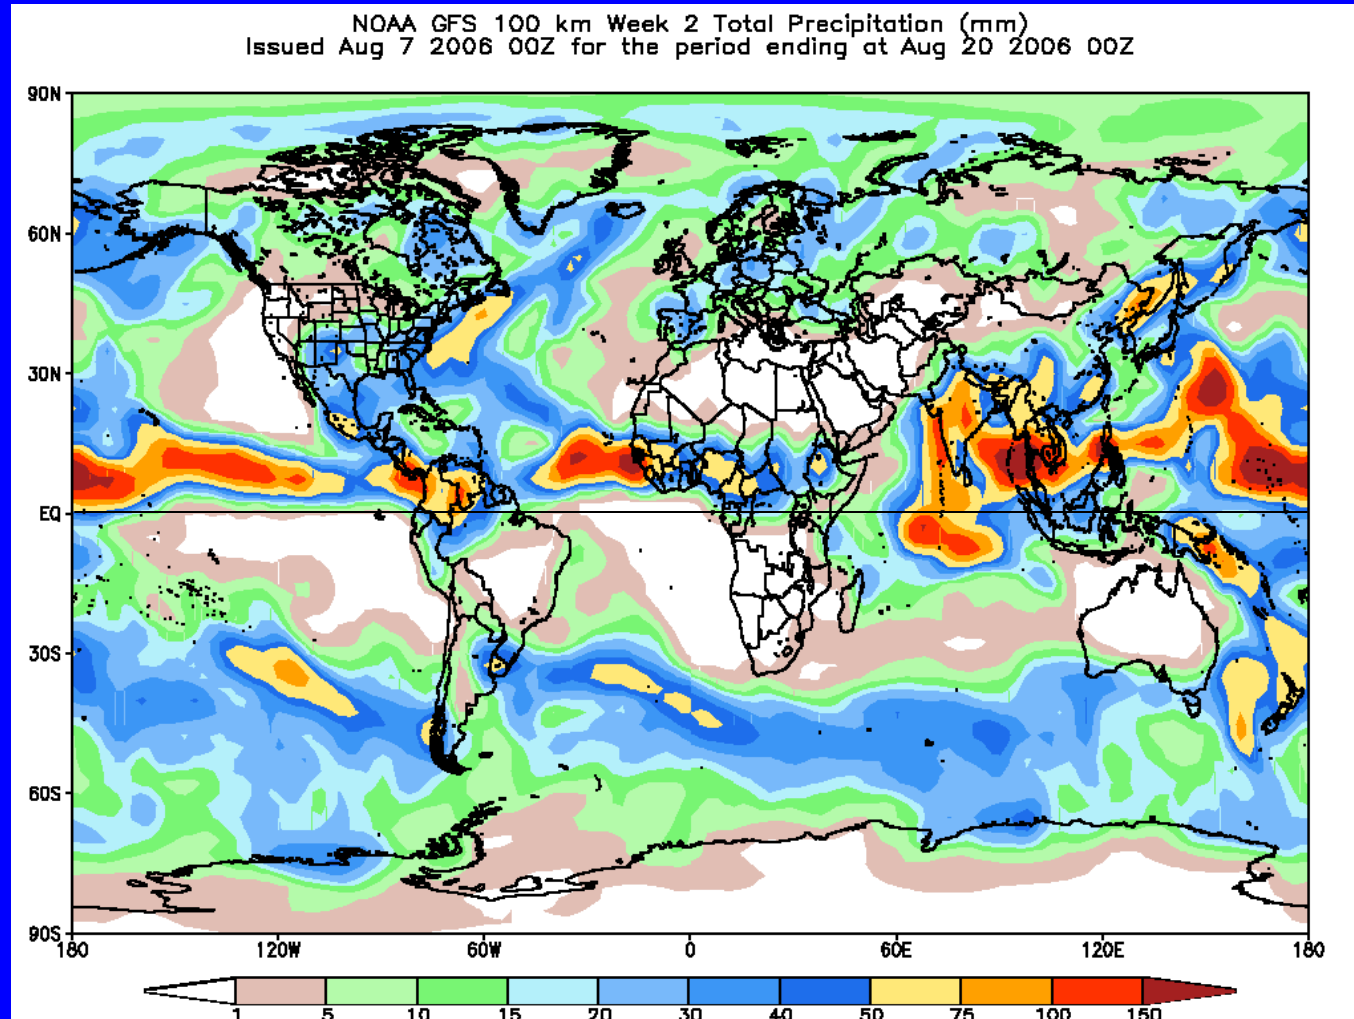 NOAA GFS 100 km Week 2 Total Precipitation (mm)
Issued Aug 7 2006 00Z for the period ending at Aug 20 2006 00Z
90N
60N
30N
EQ
30S
60S
90S
180 120W 60W 0 60E 120E 180
1 5 10 15 20 30 40 50 75 100 150